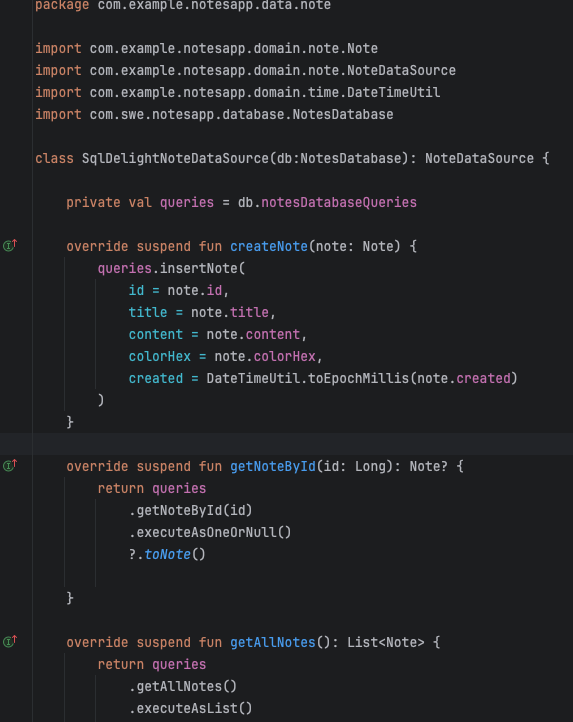 package com.example.notesapp.data.note
import com.example.notesapp.domain.note.Note
import com.example.notesapp.domain.note.NoteDataSource
import com.example.notesapp.domain.time.DateTimeUtil
import com.swe.notesapp.database.NotesDatabase
class SqlDelightNoteDataSource(db:NotesDatabase): NoteDataSource {
    private val queries = db.notesDatabaseQueries
    override suspend fun createNote(note: Note) {
        queries.insertNote(
            id = note.id,
            title = note.title,
            content = note.content,
            colorHex = note.colorHex,
            created = DateTimeUtil.toEpochMillis(note.created)
        )
    }
    override suspend fun getNoteById(id: Long): Note? {
        return queries
            .getNoteById(id)
            .executeAsOneOrNull()
            ?.toNote()
    }
    override suspend fun getAllNotes(): List<Note> {
        return queries
            .getAllNotes()
            .executeAsList()